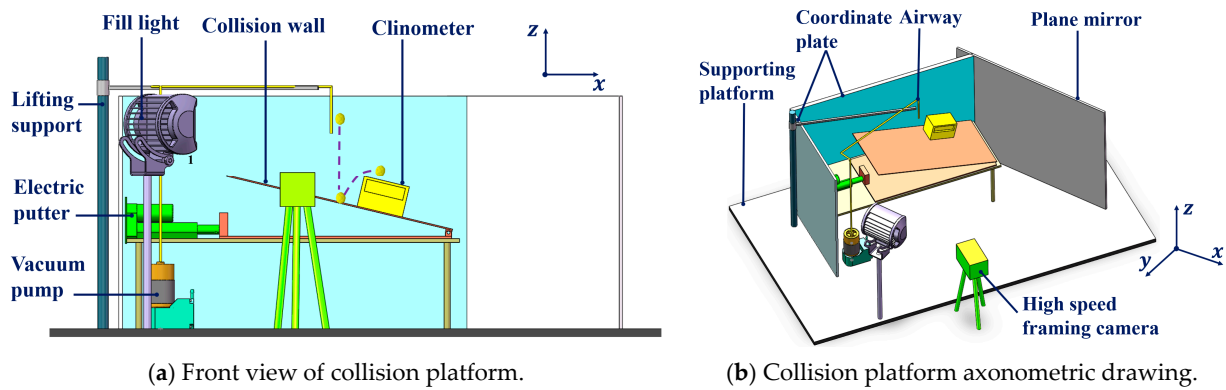 Fill light
Collision wall
Clinometer
z
x
Lifting
support
1
Electric
putter
Vacuum
pump
(a) Front view of collision platform.
Coordinate
plate
Airway
Plane mirror
Supporting
platform
z
x
y
High speed
framing camera
(b) Collision platform axonometric drawing.